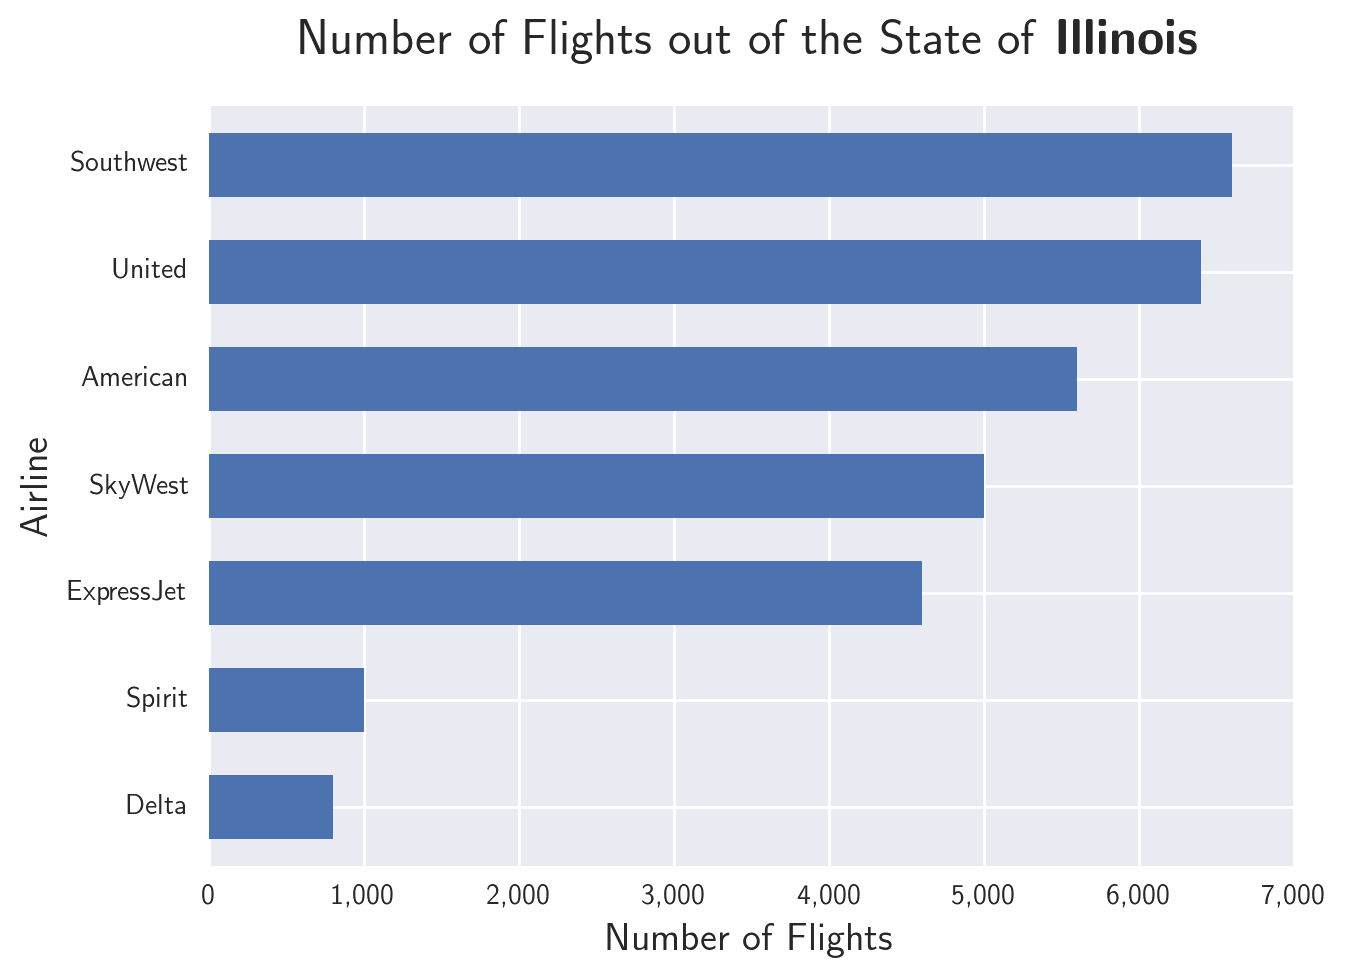 Number of Flights out of the State of Illinois
Southwest
United
American
SkyWest
ExpressJet
Spirit
Delta
Airline
0 1,000 2,000 3,000 4,000 5,000 6,000 7,000
Number of Flights